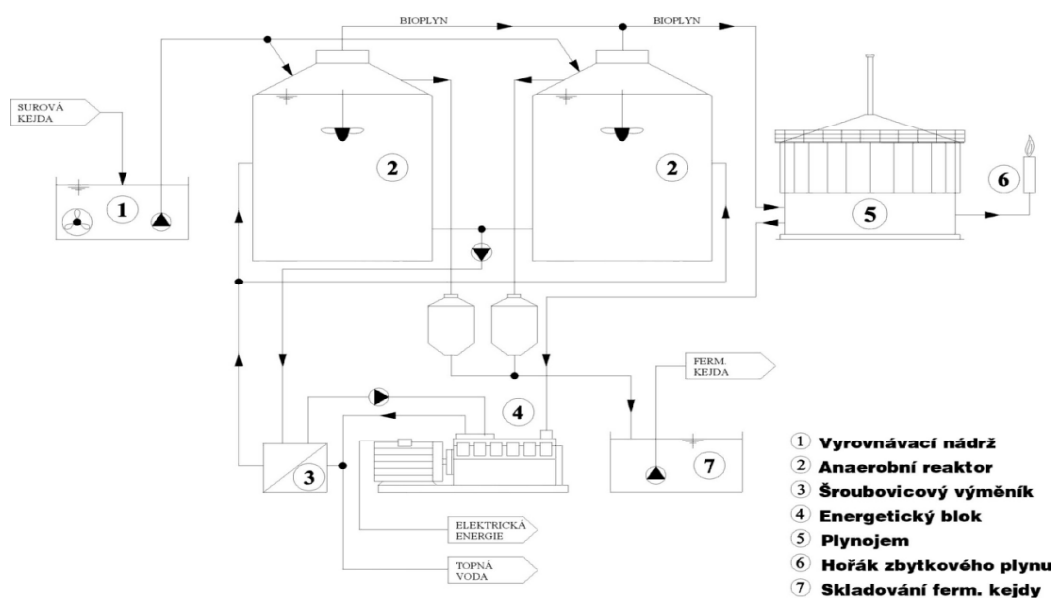 BIOPLYN
BIOPLYN
SUROVÁ
KEJDA
1
2
2
5
6
FERM.
KEJDA
4
3
7
ELEKTRICKÁ
ENERGIE
TOPNÁ
VODA
1 Vyrovnávací nádrž
2 Anaerobní reaktor
3 Šroubovicový výměník
4 Energetický blok
5 Plynojem
6 Hořák zbytkového plynu
7 Skladování ferm. kejdy